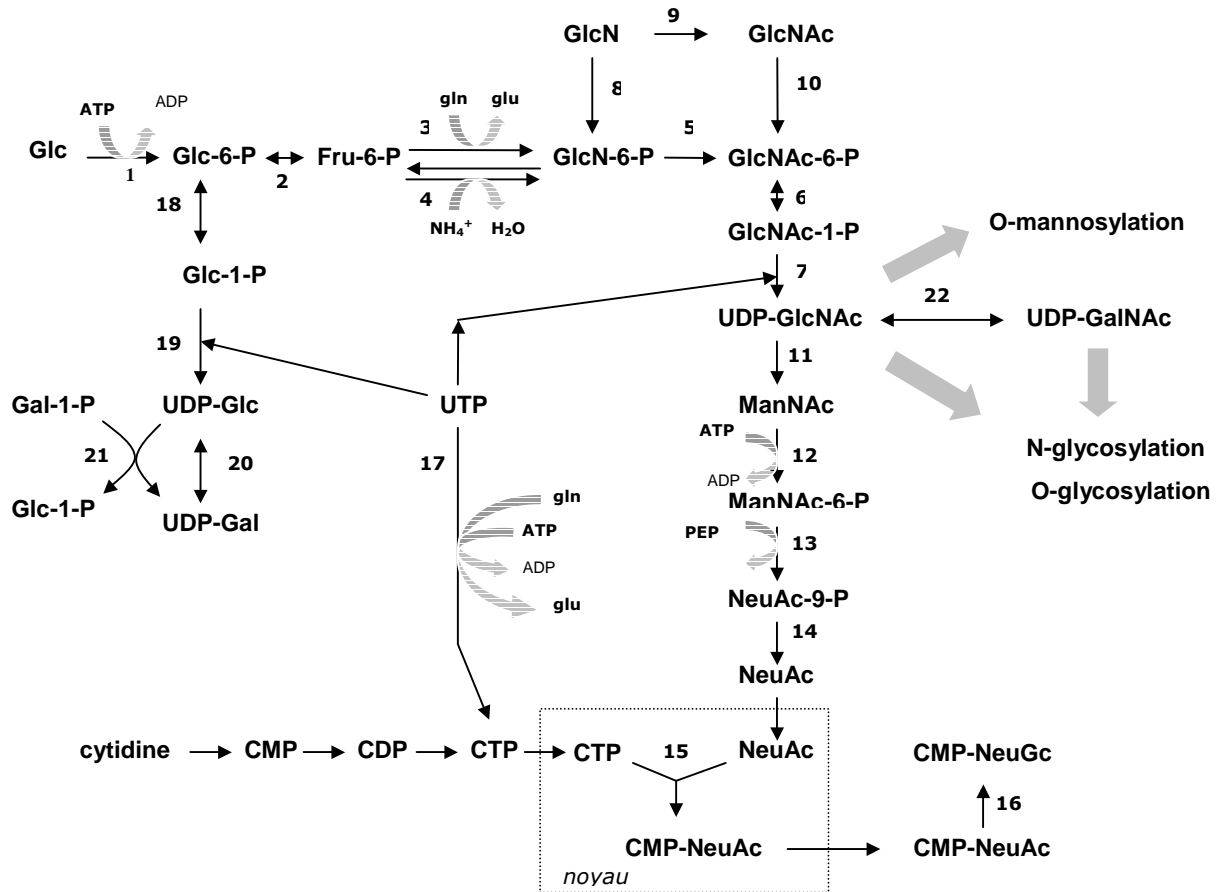 9
GlcN
GlcNAc
8
10
ATP
ADP
gln
glu
3
5
Glc
Glc-6-P
Fru-6-P
GlcN-6-P
GlcNAc-6-P
1
2
4
18
6
NH₄⁺
H₂O
GlcNAc-1-P
O-mannosylation
Glc-1-P
7
22
UDP-GlcNAc
UDP-GalNAc
19
11
Gal-1-P
UDP-Glc
UTP
ManNAc
ATP
21
20
17
12
N-glycosylation
ADP
O-glycosylation
Glc-1-P
UDP-Gal
gln
ManNAc-6-P
ATP
PEP
13
ADP
glu
NeuAc-9-P
14
NeuAc
cytidine
CMP
CDP
CTP
CTP
15
NeuAc
CMP-NeuGc
16
CMP-NeuAc
CMP-NeuAc
noyau